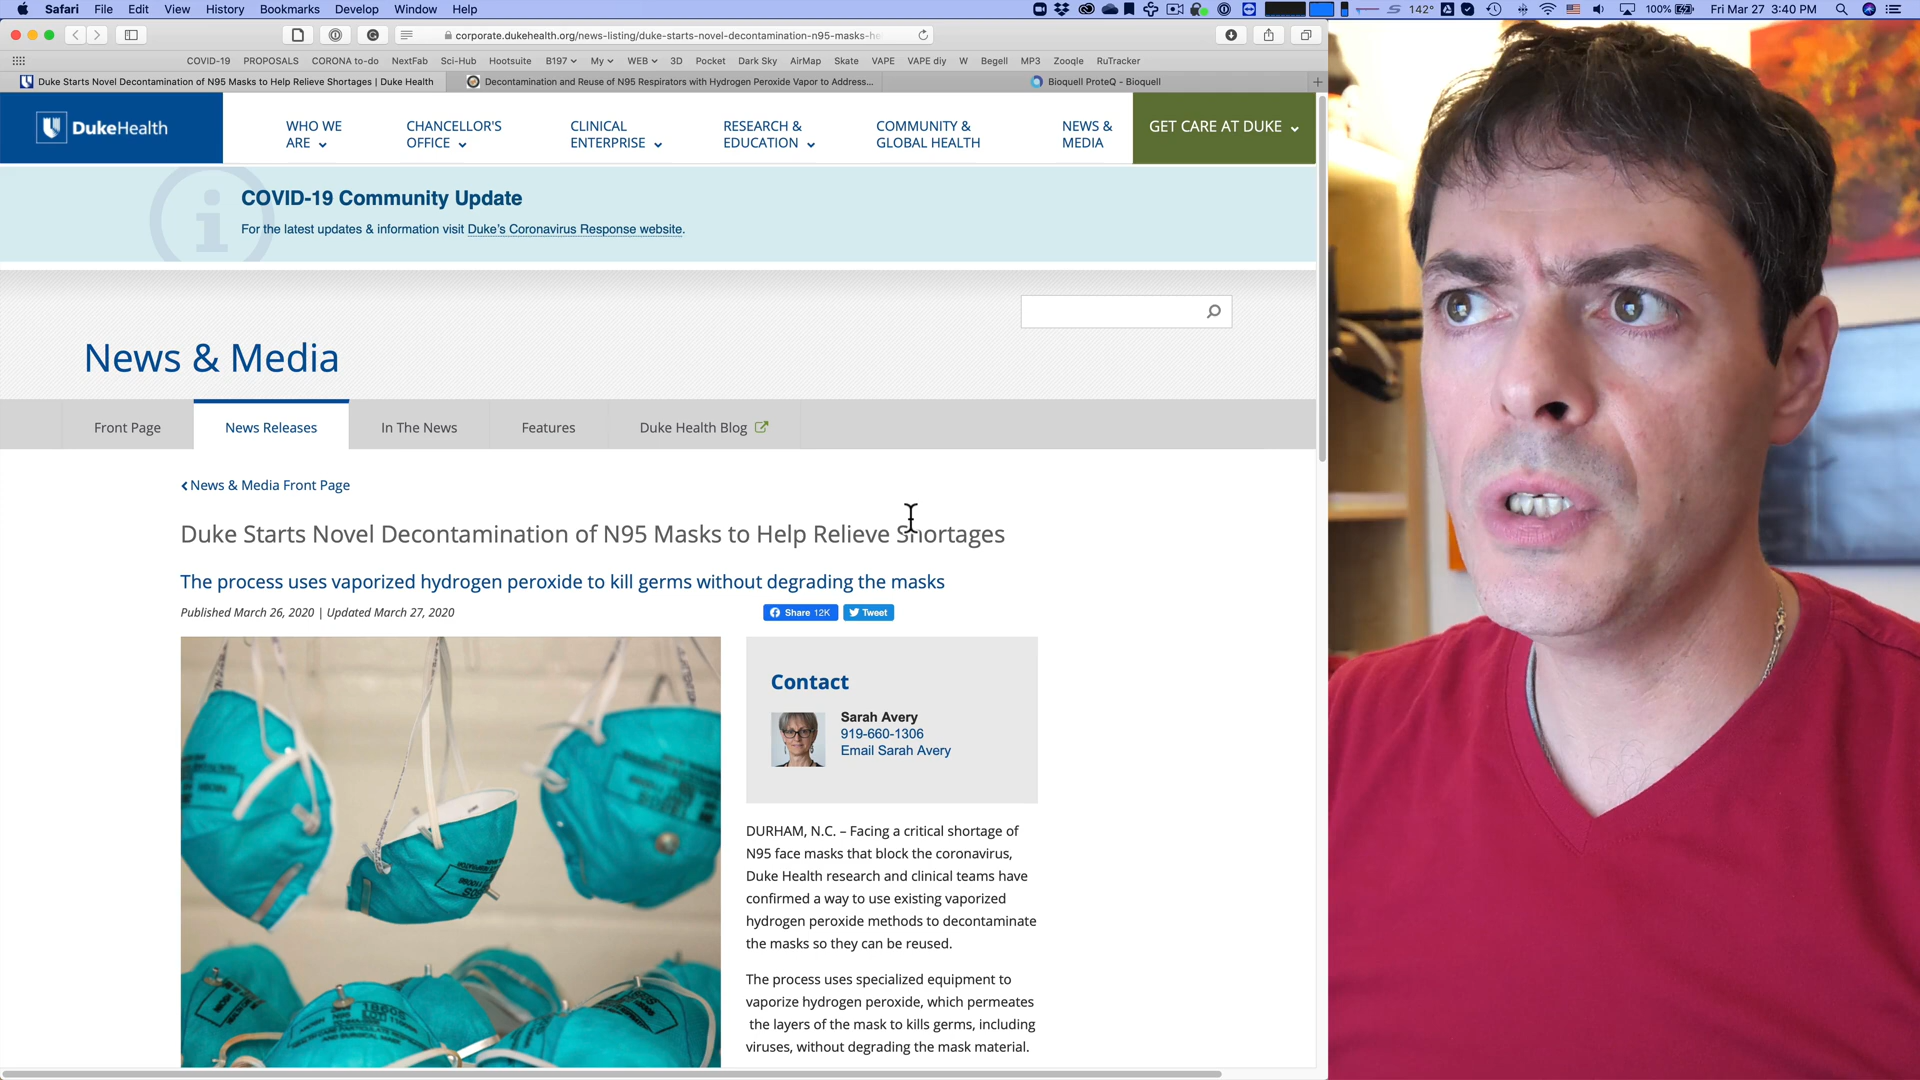 Safari File Edit View History Bookmarks Develop Window Help
142° 100% Fri Mar 27 3:40 PM
corporate.dukehealth.org/news-listing/duke-starts-novel-decontamination-n95-masks-he
COVID-19 PROPOSALS CORONA to-do NextFab Sci-Hub Hootsuite B197 My WEB 3D Pocket Dark Sky AirMap Skate VAPE VAPE diy W Begell MP3 Zooqle RuTracker
Duke Starts Novel Decontamination of N95 Masks to Help Relieve Shortages | Duke Health
Decontamination and Reuse of N95 Respirators with Hydrogen Peroxide Vapor to Address...
Bioquell ProteQ - Bioquell
DukeHealth
WHO WE ARE
CHANCELLOR'S OFFICE
CLINICAL ENTERPRISE
RESEARCH & EDUCATION
COMMUNITY & GLOBAL HEALTH
NEWS & MEDIA
GET CARE AT DUKE
COVID-19 Community Update
For the latest updates & information visit Duke's Coronavirus Response website.
News & Media
Front Page News Releases In The News Features Duke Health Blog
News & Media Front Page
Duke Starts Novel Decontamination of N95 Masks to Help Relieve Shortages
The process uses vaporized hydrogen peroxide to kill germs without degrading the masks
Published March 26, 2020 | Updated March 27, 2020
Share 12K Tweet
Contact
Sarah Avery
919-660-1306
Email Sarah Avery
DURHAM, N.C. – Facing a critical shortage of
N95 face masks that block the coronavirus,
Duke Health research and clinical teams have
confirmed a way to use existing vaporized
hydrogen peroxide methods to decontaminate
the masks so they can be reused.
The process uses specialized equipment to
vaporize hydrogen peroxide, which permeates
the layers of the mask to kills germs, including
viruses, without degrading the mask material.